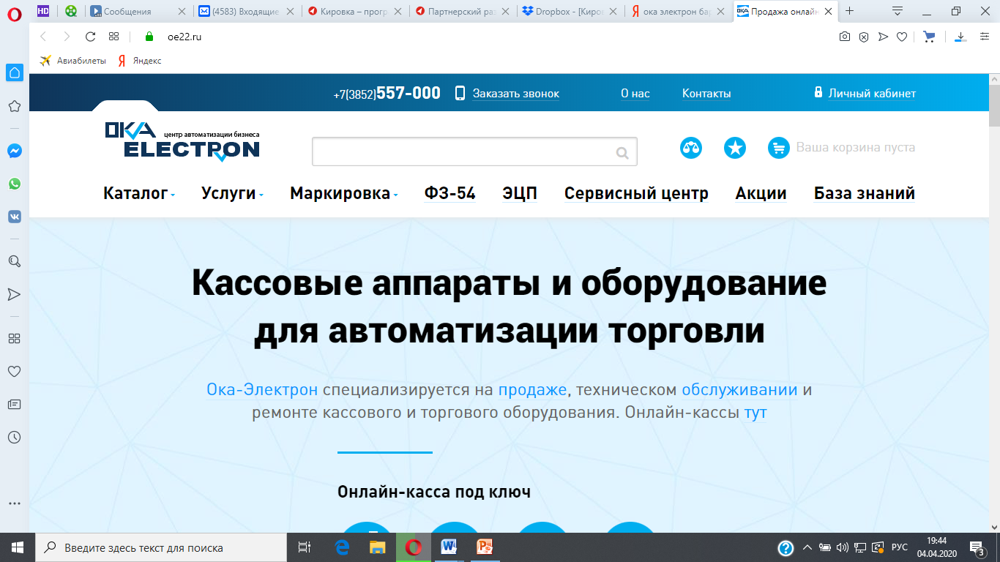 HD
Сообщения
(4583) Входящие
Кировка – прогр
Партнерский ра
Dropbox - [Киро
ока электрон ба
Продажа онлайн
oe22.ru
Авиабилеты
Яндекс
+7(3852)557-000
Заказать звонок
О нас
Контакты
Личный кабинет
ОКА
центр автоматизации бизнеса
ELECTRON
Ваша корзина пуста
Каталог
Услуги
Маркировка
ФЗ-54
ЭЦП
Сервисный центр
Акции
База знаний
Кассовые аппараты и оборудование
для автоматизации торговли
Ока-Электрон специализируется на продаже, техническом обслуживании и
ремонте кассового и торгового оборудования. Онлайн-кассы тут
Онлайн-касса под ключ
Введите здесь текст для поиска
РУС
19:44
04.04.2020
3